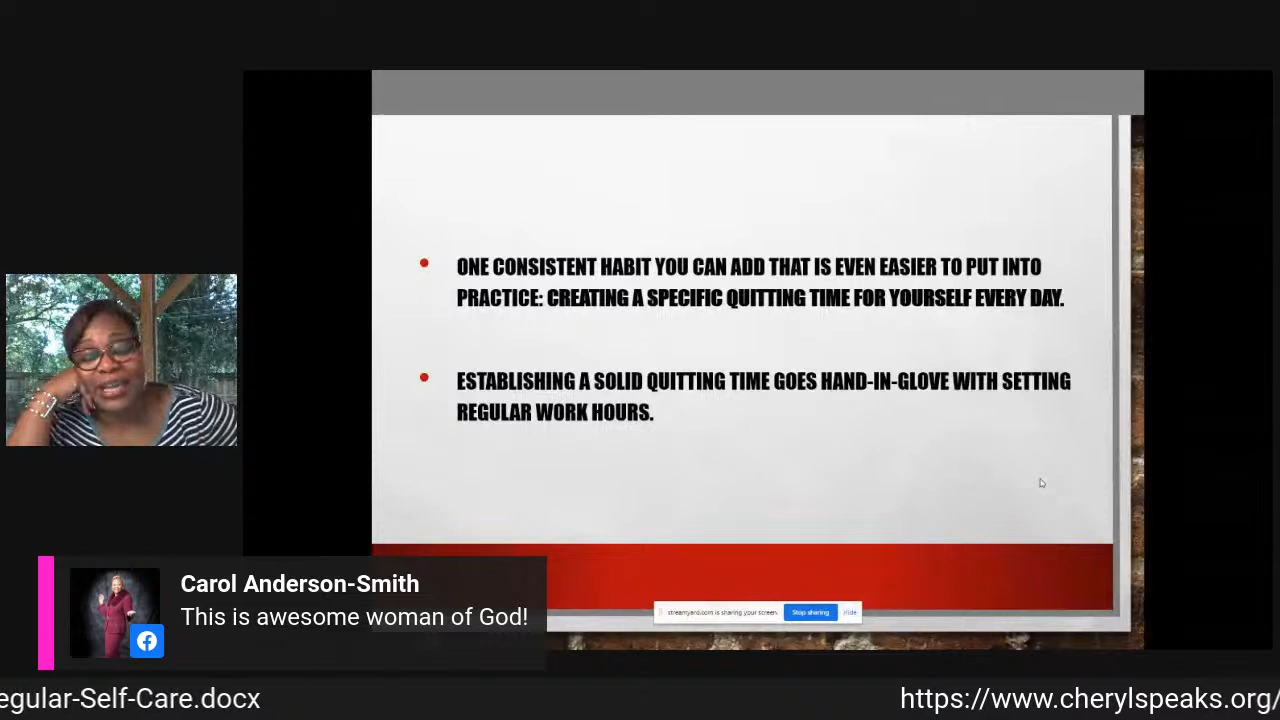 ONE CONSISTENT HABIT YOU CAN ADD THAT IS EVEN EASIER TO PUT INTO
PRACTICE: CREATING A SPECIFIC QUITTING TIME FOR YOURSELF EVERY DAY.
ESTABLISHING A SOLID QUITTING TIME GOES HAND-IN-GLOVE WITH SETTING
REGULAR WORK HOURS.
Carol Anderson-Smith
This is awesome woman of God!
streamyard.com is sharing your screen.
Stop sharing
Hide
egular-Self-Care.docx
https://www.cherylspeaks.org/